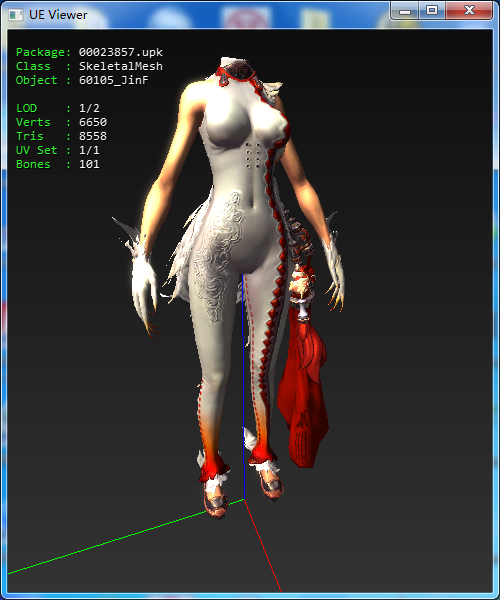 UE Viewer
Package: 00023857.upk
Class : SkeletalMesh
Object : 60105_JinF
LOD : 1/2
Verts : 6650
Tris : 8558
UV Set : 1/1
Bones : 101